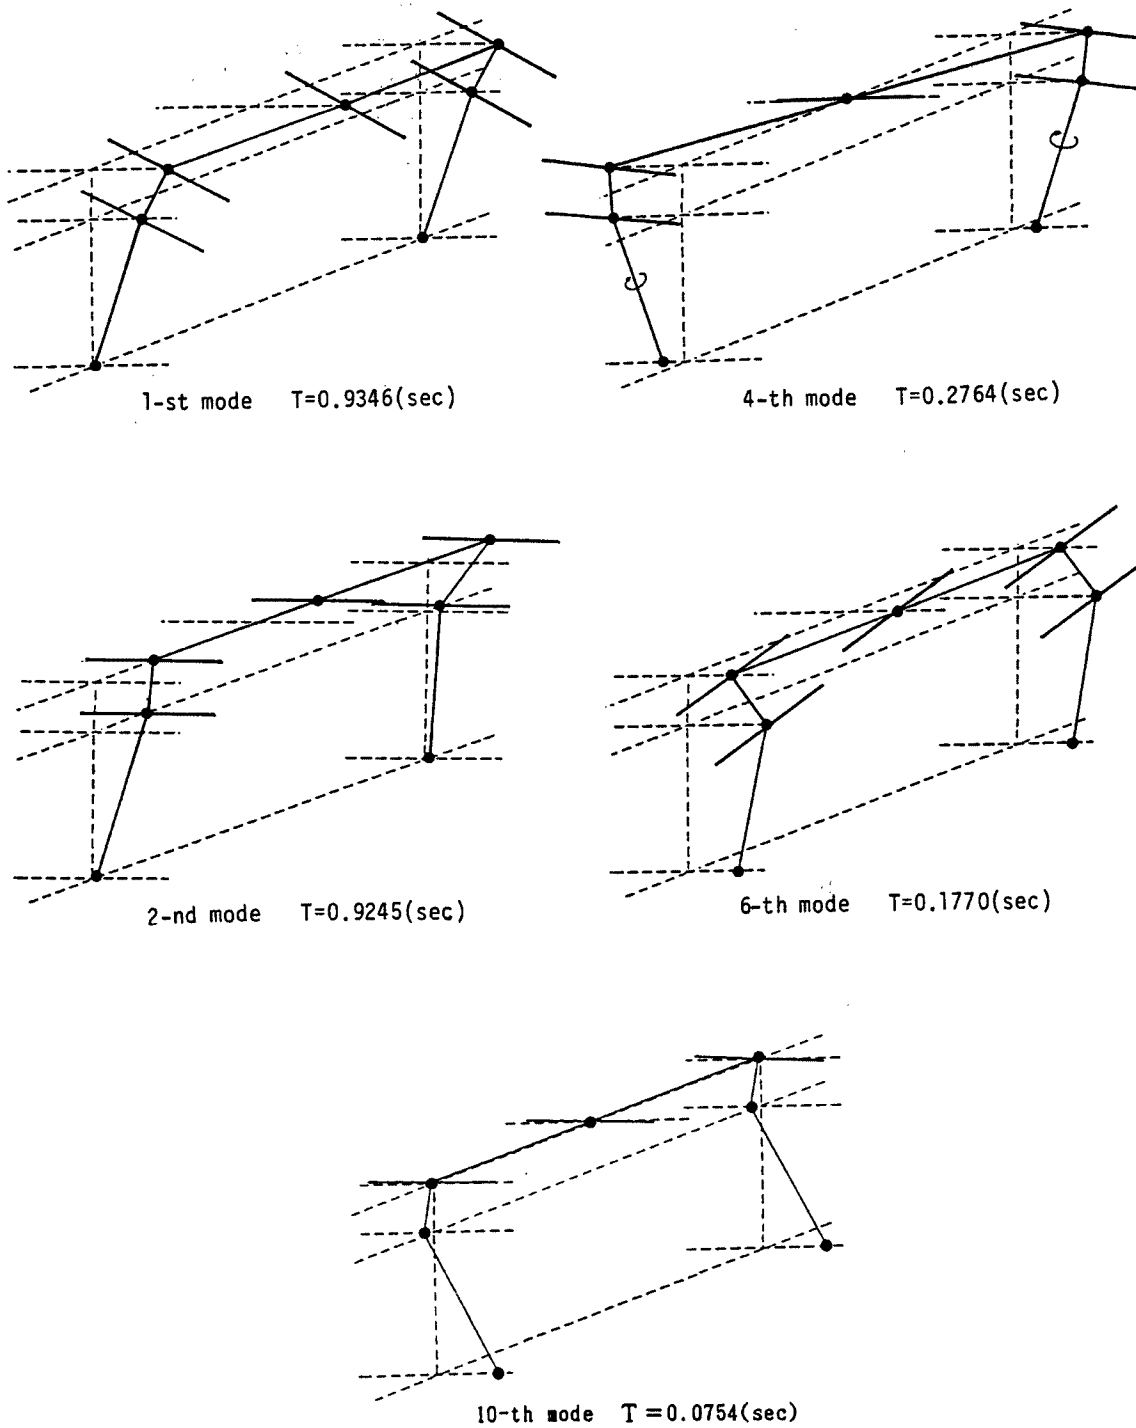 1-st mode T=0.9346(sec)
4-th mode T=0.2764(sec)
2-nd mode T=0.9245(sec)
6-th mode T=0.1770(sec)
10-th mode T=0.0754(sec)